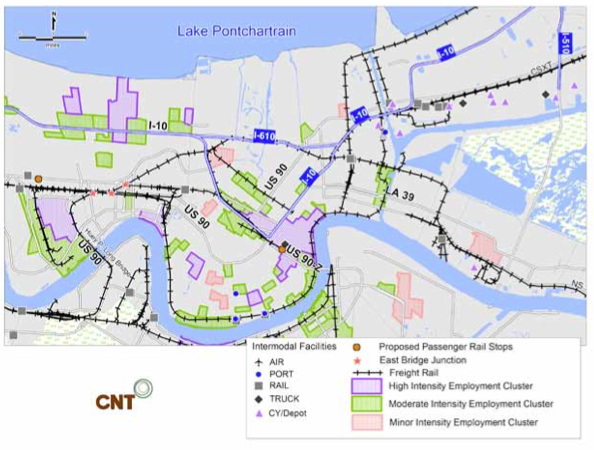 N
Lake Pontchartrain
I-10
I-510
CSXT
I-10
I-10
I-610
US 90
I-10
LA 39
US 90
US 90
Huey P. Long Bridge
US 90 Z
NS
Intermodal Facilities
AIR
PORT
RAIL
TRUCK
CY/Depot
Proposed Passenger Rail Stops
East Bridge Junction
Freight Rail
High Intensity Employment Cluster
Moderate Intensity Employment Cluster
Minor Intensity Employment Cluster
CNT